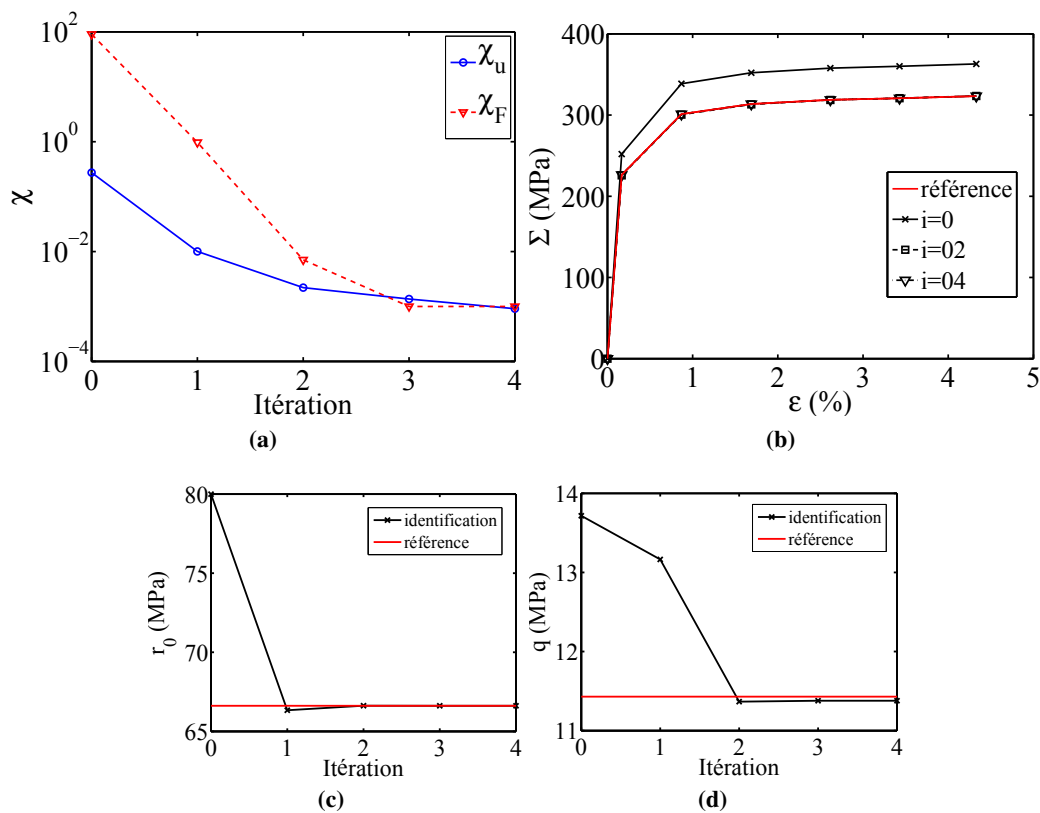 10^2
10^0
10^−2
10^−4
χ
0 1 2 3 4
Itération
χ_u
χ_F
(a)
400
300
200
100
0
Σ (MPa)
0 1 2 3 4 5
ε (%)
référence
i=0
i=02
i=04
(b)
80
75
70
65
r_0 (MPa)
0 1 2 3 4
Itération
identification
référence
(c)
14
13
12
11
q (MPa)
0 1 2 3 4
Itération
identification
référence
(d)